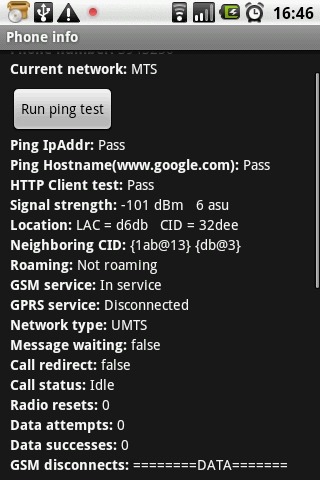 16:46
Phone info
Current network: MTS
Run ping test
Ping IpAddr: Pass
Ping Hostname(www.google.com): Pass
HTTP Client test: Pass
Signal strength: -101 dBm   6 asu
Location: LAC = d6db   CID = 32dee
Neighboring CID: {1ab@13} {db@3}
Roaming: Not roaming
GSM service: In service
GPRS service: Disconnected
Network type: UMTS
Message waiting: false
Call redirect: false
Call status: Idle
Radio resets: 0
Data attempts: 0
Data successes: 0
GSM disconnects: ========DATA=======